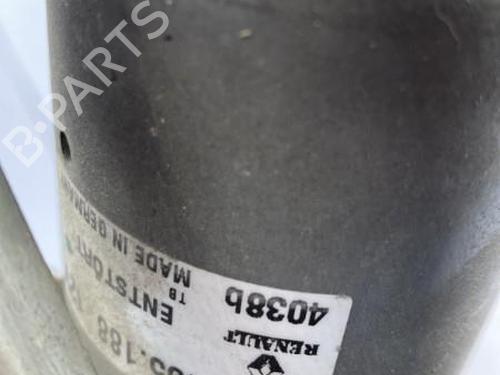 B-PARTS
RENAULT
4038b
ENTSTÖRT
TB
MADE IN GERMANY